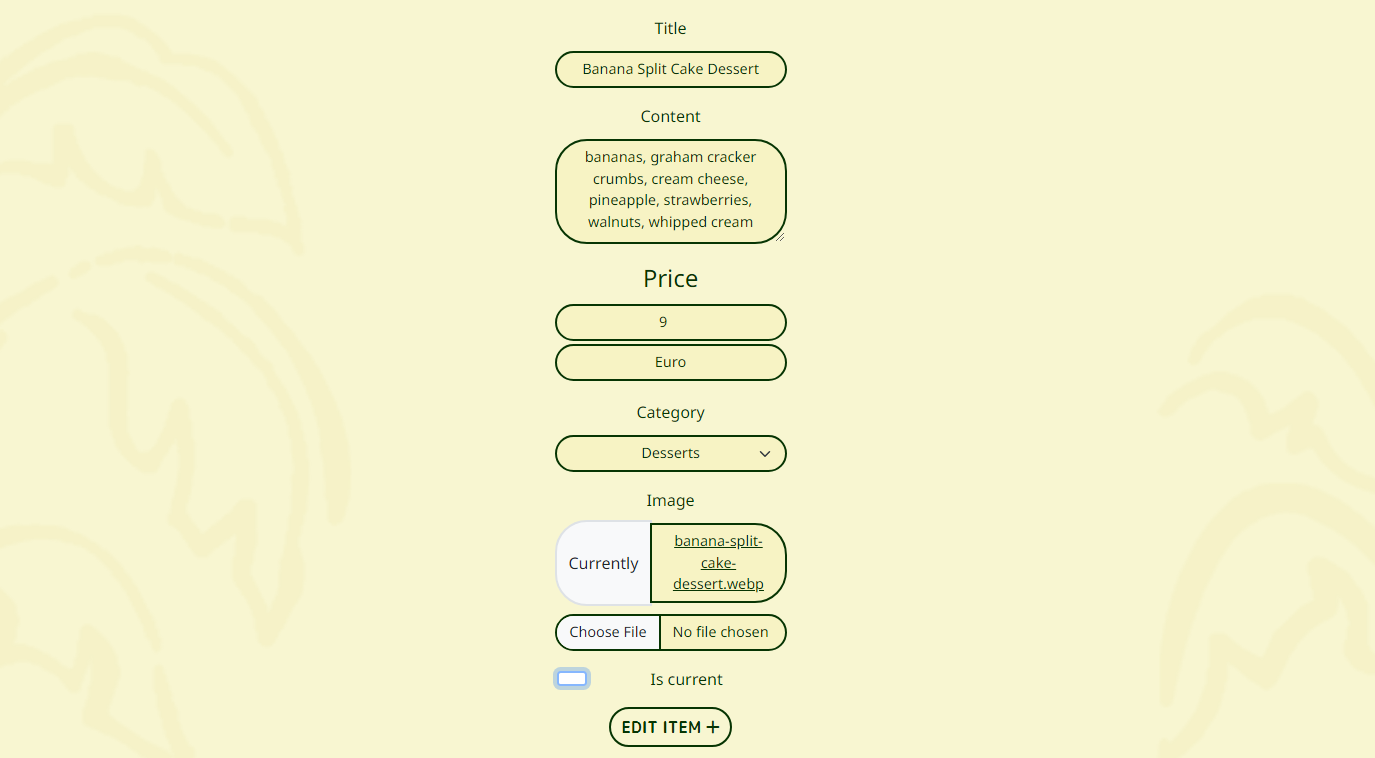 Title
Banana Split Cake Dessert
Content
bananas, graham cracker
crumbs, cream cheese,
pineapple, strawberries,
walnuts, whipped cream
Price
9
Euro
Category
Desserts
Image
Currently
banana-split-
cake-
dessert.webp
Choose File No file chosen
Is current
EDIT ITEM +